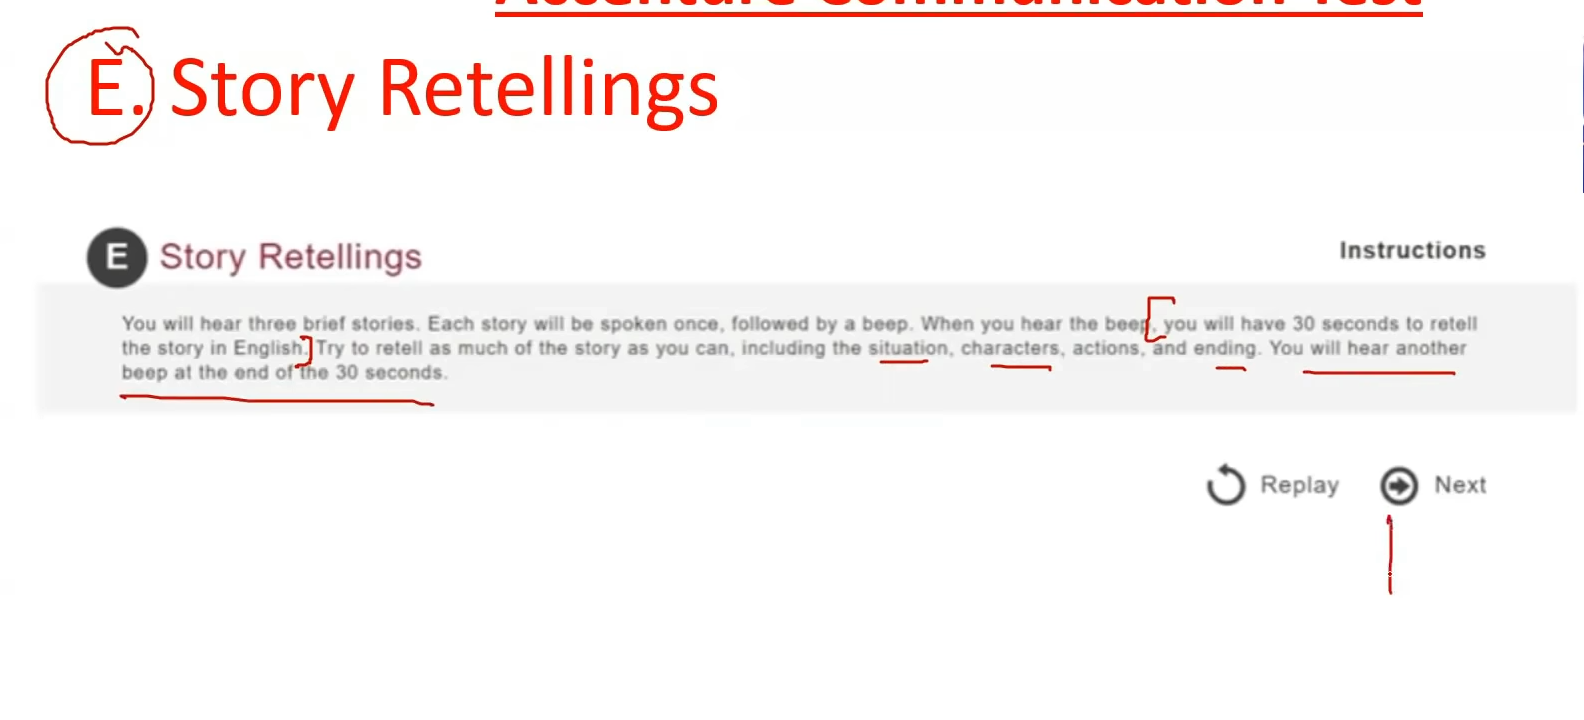 Accenture Communication Test
E. Story Retellings
E Story Retellings
Instructions
You will hear three brief stories. Each story will be spoken once, followed by a beep. When you hear the beep, you will have 30 seconds to retell
the story in English. Try to retell as much of the story as you can, including the situation, characters, actions, and ending. You will hear another
beep at the end of the 30 seconds.
Replay Next